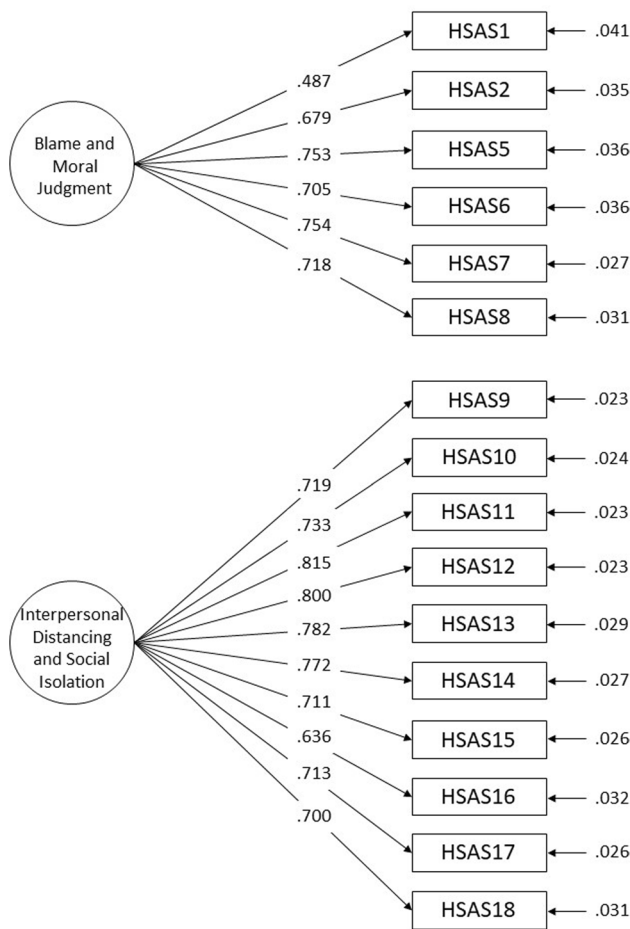 HSAS1
.041
.487
HSAS2
.035
.679
Blame and
Moral
Judgment
.753
HSAS5
.036
.705
HSAS6
.036
.754
HSAS7
.027
.718
HSAS8
.031
HSAS9
.023
.719
HSAS10
.024
.733
HSAS11
.023
.815
HSAS12
.023
.800
Interpersonal
Distancing
and Social
Isolation
.782
HSAS13
.029
.772
HSAS14
.027
.711
HSAS15
.026
.636
HSAS16
.032
.713
HSAS17
.026
.700
HSAS18
.031